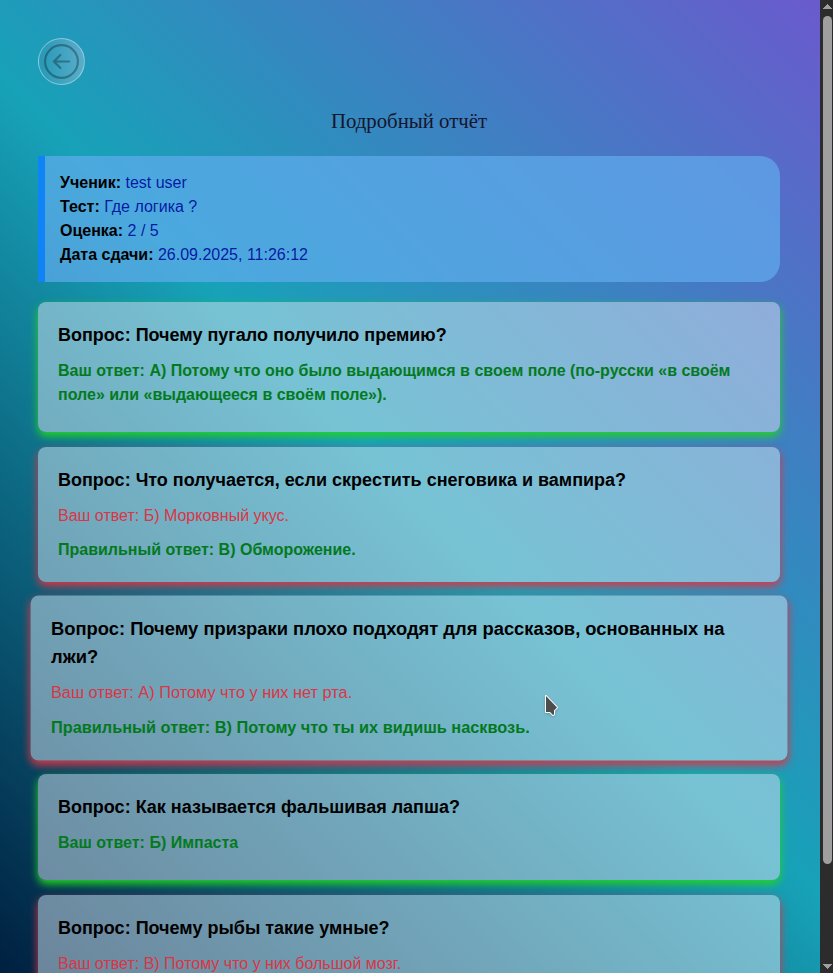 Подробный отчёт
Ученик: test user
Тест: Где логика ?
Оценка: 2 / 5
Дата сдачи: 26.09.2025, 11:26:12
Вопрос: Почему пугало получило премию?
Ваш ответ: А) Потому что оно было выдающимся в своем поле (по-русски «в своём
поле» или «выдающееся в своём поле»).
Вопрос: Что получается, если скрестить снеговика и вампира?
Ваш ответ: Б) Морковный укус.
Правильный ответ: В) Обморожение.
Вопрос: Почему призраки плохо подходят для рассказов, основанных на
лжи?
Ваш ответ: А) Потому что у них нет рта.
Правильный ответ: В) Потому что ты их видишь насквозь.
Вопрос: Как называется фальшивая лапша?
Ваш ответ: Б) Импаста
Вопрос: Почему рыбы такие умные?
Ваш ответ: В) Потому что у них большой мозг.